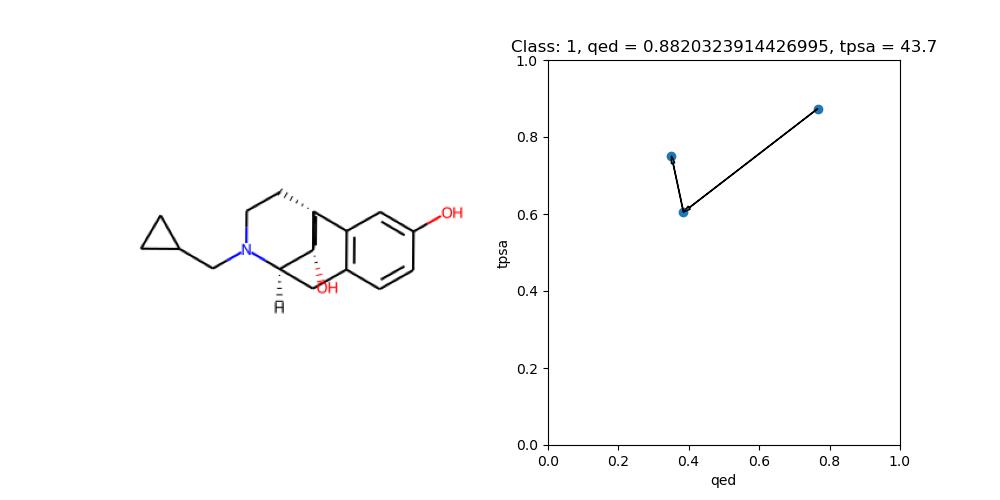 Class: 1, qed = 0.8820323914426995, tpsa = 43.7
1.0
0.8
0.6
0.4
0.2
0.0
tpsa
0.0 0.2 0.4 0.6 0.8 1.0
qed
OH
N
OH
H